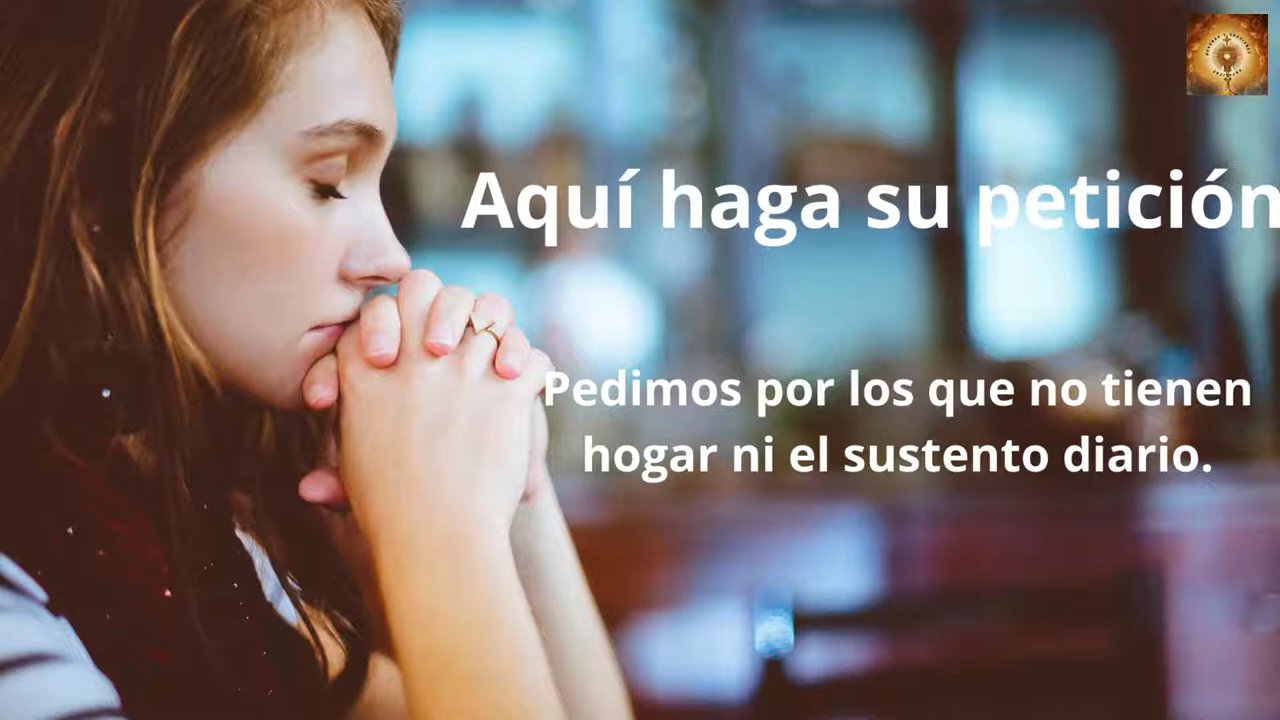 Aquí haga su petición
Pedimos por los que no tienen
hogar ni el sustento diario.